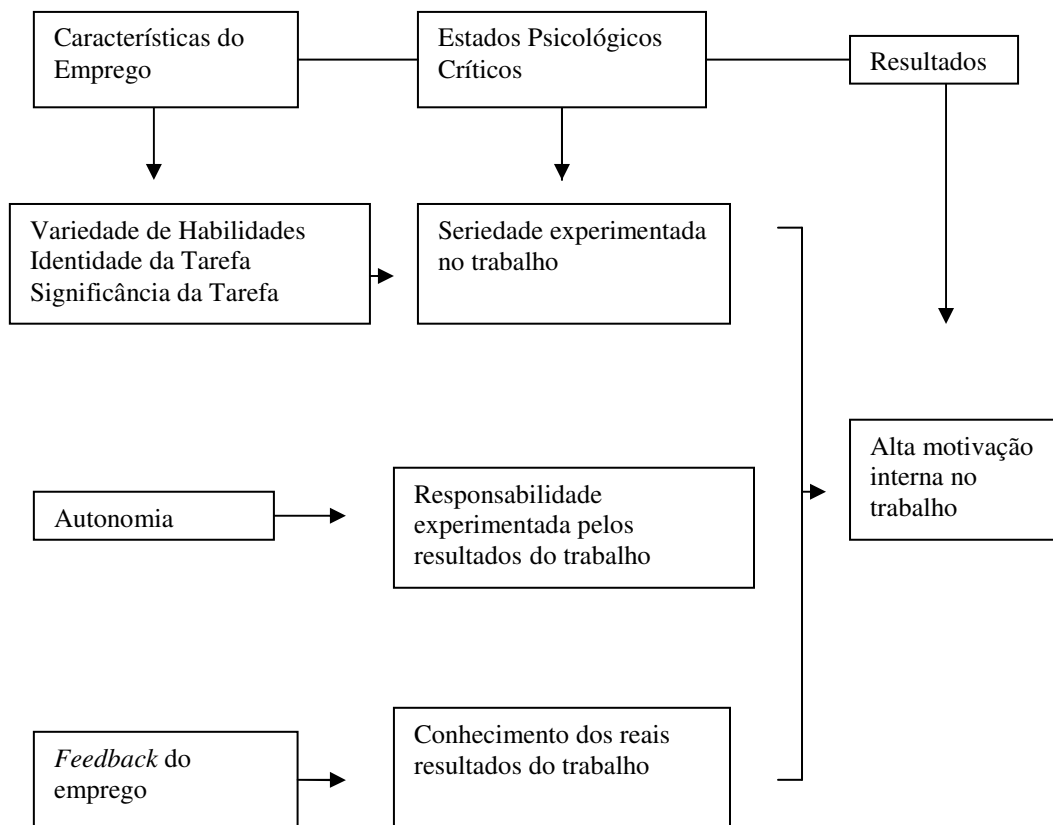 Características do
Emprego
Estados Psicológicos
Críticos
Resultados
Variedade de Habilidades
Identidade da Tarefa
Significância da Tarefa
Seriedade experimentada
no trabalho
Alta motivação
interna no
trabalho
Autonomia
Responsabilidade
experimentada pelos
resultados do trabalho
Feedback do
emprego
Conhecimento dos reais
resultados do trabalho